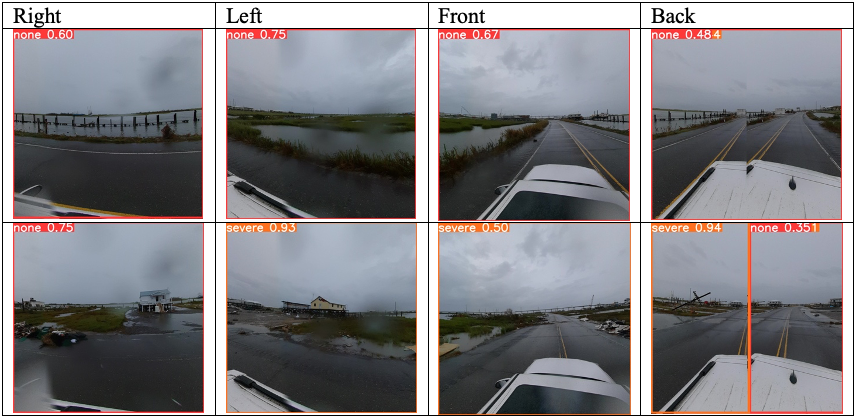 Right Left Front Back
none 0.60 none 0.75 none 0.67 none 0.484
none 0.75 severe 0.93 severe 0.50 severe 0.94 none 0.351